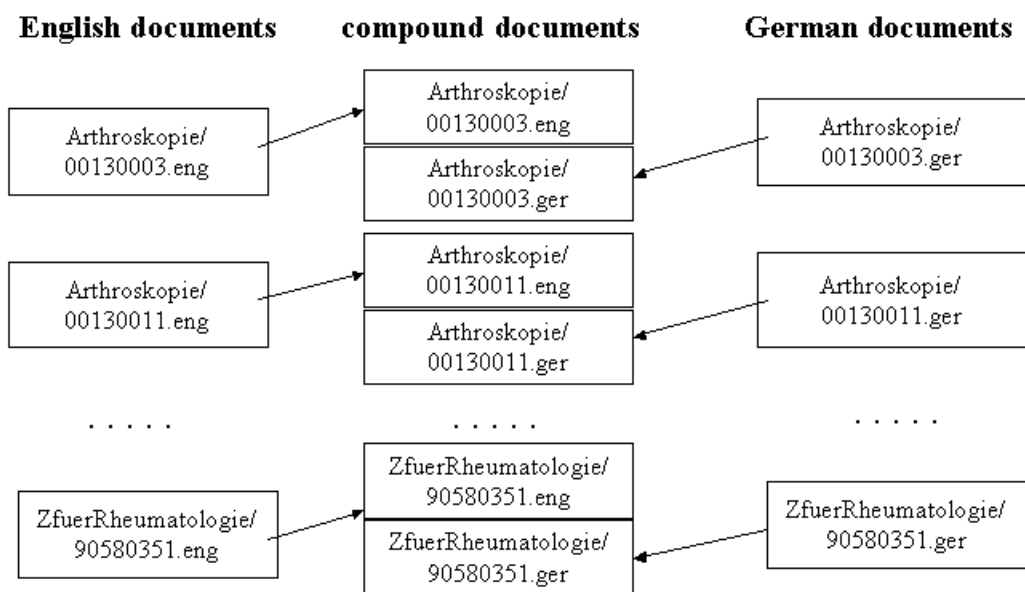 English documents
compound documents
German documents
Arthroskopie/
00130003.eng
Arthroskopie/
00130003.eng
Arthroskopie/
00130003.ger
Arthroskopie/
00130003.ger
Arthroskopie/
00130011.eng
Arthroskopie/
00130011.eng
Arthroskopie/
00130011.ger
Arthroskopie/
00130011.ger
. . . . .
. . . . .
. . . . .
ZfuerRheumatologie/
90580351.eng
ZfuerRheumatologie/
90580351.eng
ZfuerRheumatologie/
90580351.ger
ZfuerRheumatologie/
90580351.ger